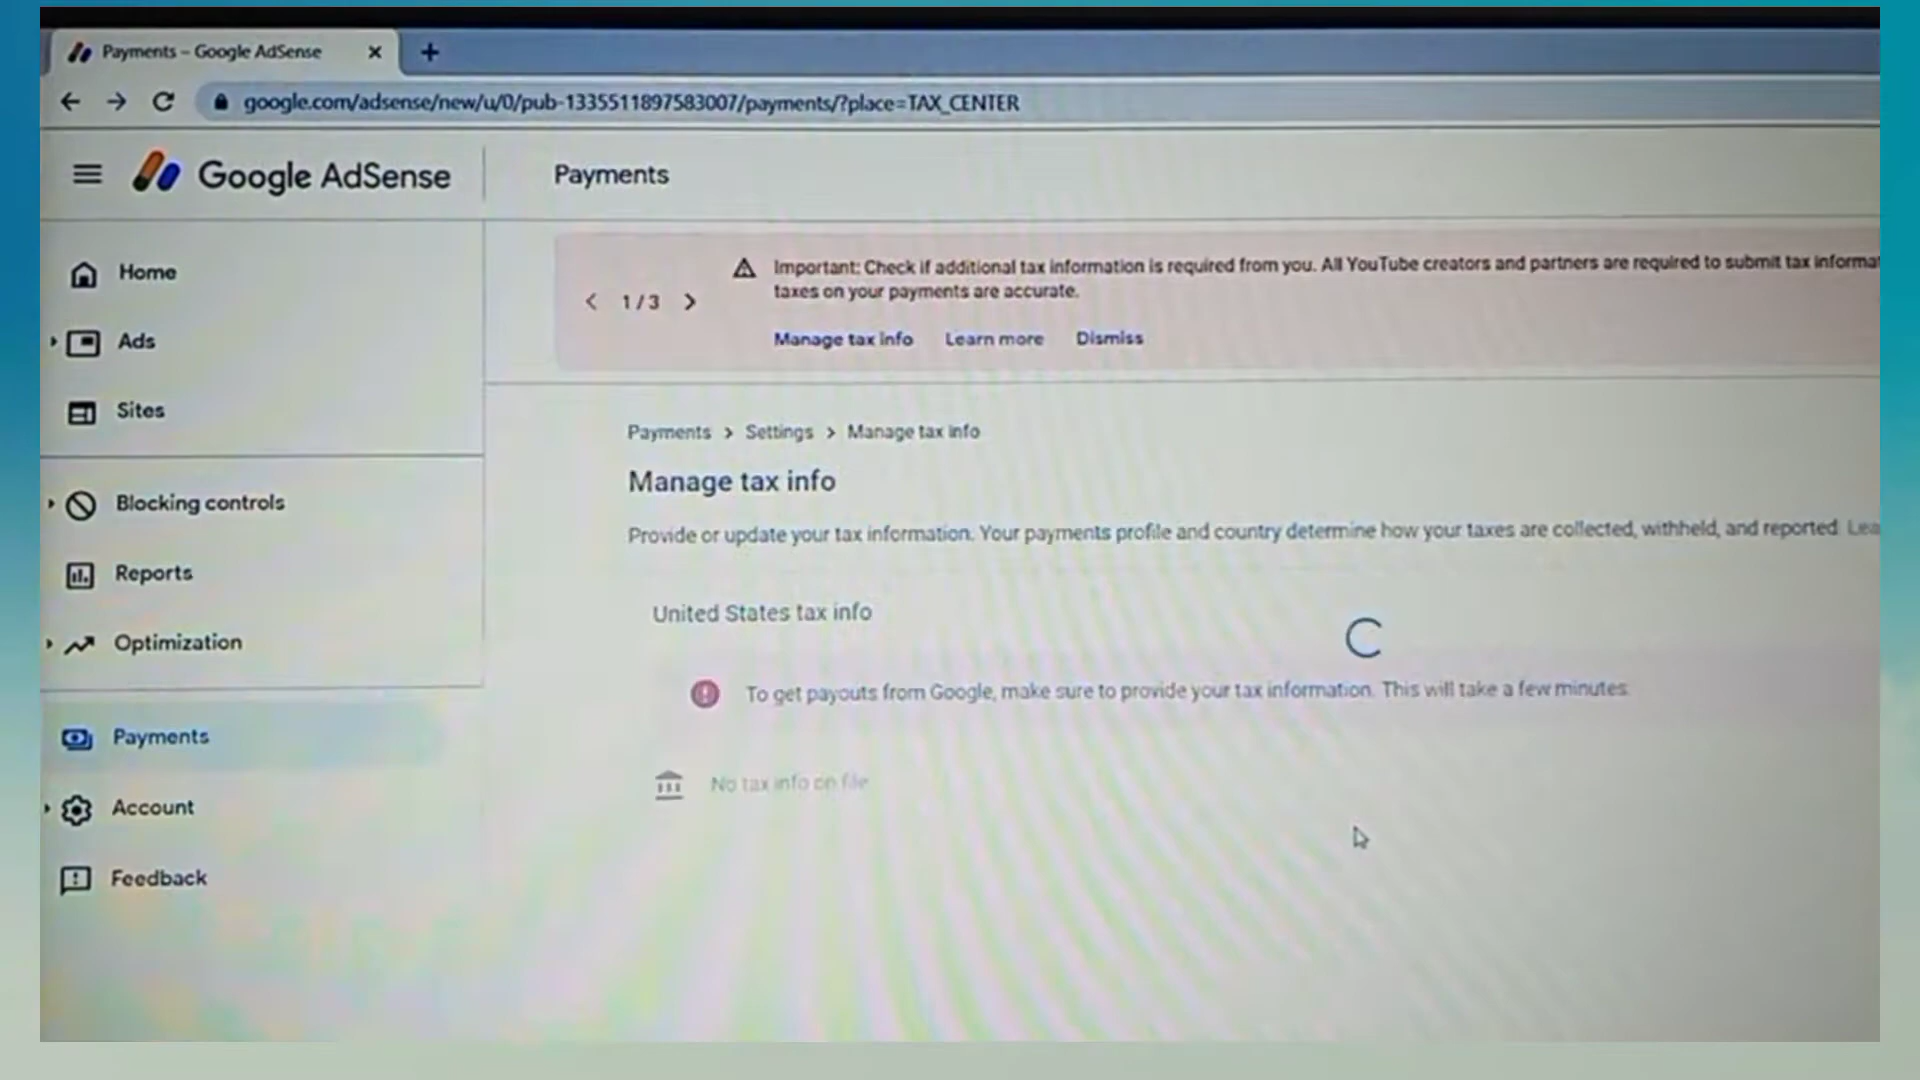 Payments – Google AdSense
google.com/adsense/new/u/0/pub-1335511897583007/payments/?place=TAX_CENTER
Google AdSense
Payments
Home
Ads
Sites
Blocking controls
Reports
Optimization
Payments
Account
Feedback
1 / 3
Important: Check if additional tax information is required from you. All YouTube creators and partners are required to submit tax informa
taxes on your payments are accurate.
Manage tax info Learn more Dismiss
Payments > Settings > Manage tax info
Manage tax info
Provide or update your tax information. Your payments profile and country determine how your taxes are collected, withheld, and reported. Lea
United States tax info
To get payouts from Google, make sure to provide your tax information. This will take a few minutes.
No tax info on file